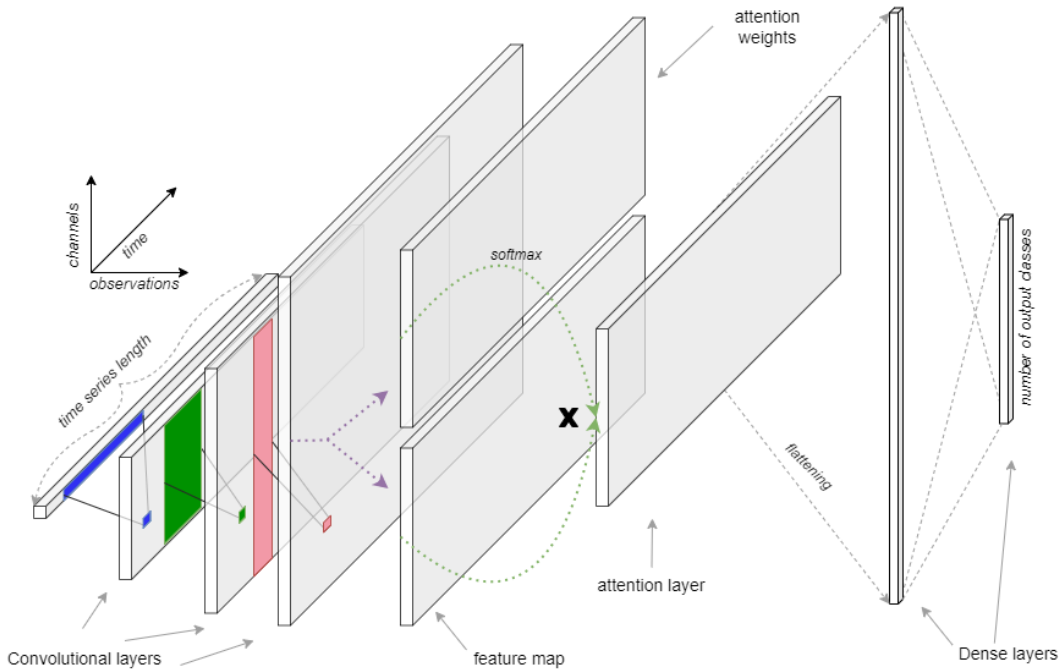 attention
weights
channels
time
observations
softmax
time series length
number of output classes
flattening
attention layer
Convolutional layers
feature map
Dense layers
X